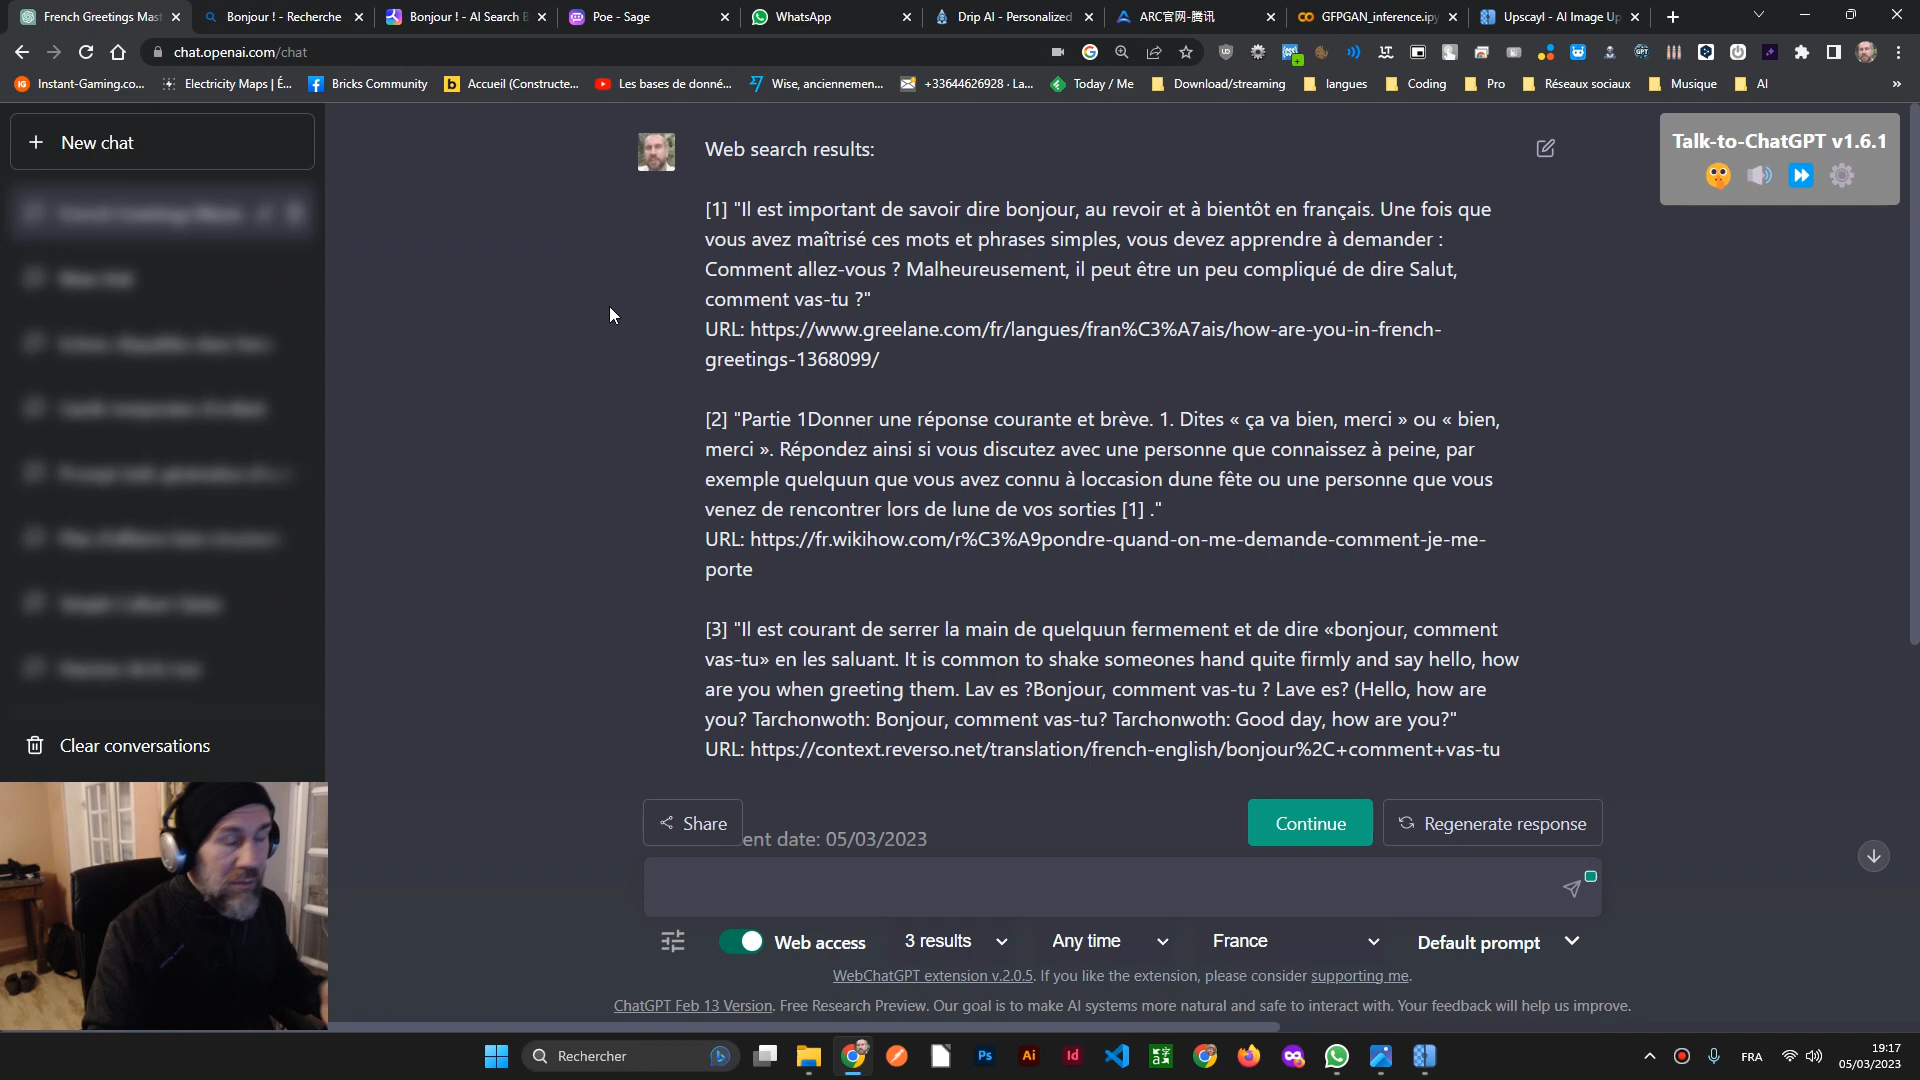 French Greetings Mast
Bonjour ! - Recherche
Bonjour ! - AI Search E
Poe - Sage
WhatsApp
Drip AI - Personalized
ARC官网-腾讯
GFPGAN_inference.ipy
Upscayl - AI Image Up
chat.openai.com/chat
Instant-Gaming.co...
Electricity Maps | É...
Bricks Community
Accueil (Constructe...
Les bases de donné...
Wise, anciennemen...
+33644626928 · La...
Today / Me
Download/streaming
langues
Coding
Pro
Réseaux sociaux
Musique
AI
New chat
Clear conversations
Talk-to-ChatGPT v1.6.1
Web search results:
[1] "Il est important de savoir dire bonjour, au revoir et à bientôt en français. Une fois que
vous avez maîtrisé ces mots et phrases simples, vous devez apprendre à demander :
Comment allez-vous ? Malheureusement, il peut être un peu compliqué de dire Salut,
comment vas-tu ?"
URL: https://www.greelane.com/fr/langues/fran%C3%A7ais/how-are-you-in-french-
greetings-1368099/
[2] "Partie 1Donner une réponse courante et brève. 1. Dites « ça va bien, merci » ou « bien,
merci ». Répondez ainsi si vous discutez avec une personne que connaissez à peine, par
exemple quelquun que vous avez connu à loccasion dune fête ou une personne que vous
venez de rencontrer lors de lune de vos sorties [1] ."
URL: https://fr.wikihow.com/r%C3%A9pondre-quand-on-me-demande-comment-je-me-
porte
[3] "Il est courant de serrer la main de quelquun fermement et de dire «bonjour, comment
vas-tu» en les saluant. It is common to shake someones hand quite firmly and say hello, how
are you when greeting them. Lav es ?Bonjour, comment vas-tu ? Lave es? (Hello, how are
you? Tarchonwoth: Bonjour, comment vas-tu? Tarchonwoth: Good day, how are you?"
URL: https://context.reverso.net/translation/french-english/bonjour%2C+comment+vas-tu
Share
ent date: 05/03/2023
Continue
Regenerate response
Web access
3 results
Any time
France
Default prompt
WebChatGPT extension v.2.0.5. If you like the extension, please consider supporting me.
ChatGPT Feb 13 Version. Free Research Preview. Our goal is to make AI systems more natural and safe to interact with. Your feedback will help us improve.
Rechercher
Ps
Ai
Id
FRA
19:17
05/03/2023